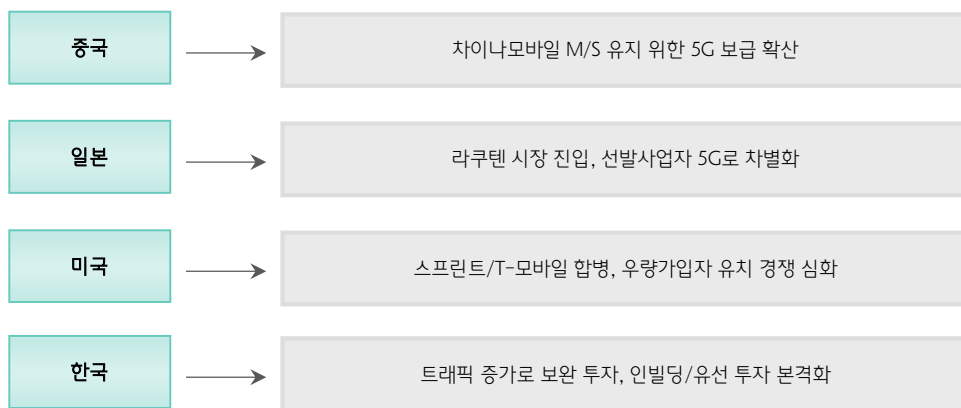 중국
차이나모바일 M/S 유지 위한 5G 보급 확산
일본
라쿠텐 시장 진입, 선발사업자 5G로 차별화
미국
스프린트/T-모바일 합병, 우량가입자 유치 경쟁 심화
한국
트래픽 증가로 보완 투자, 인빌딩/유선 투자 본격화